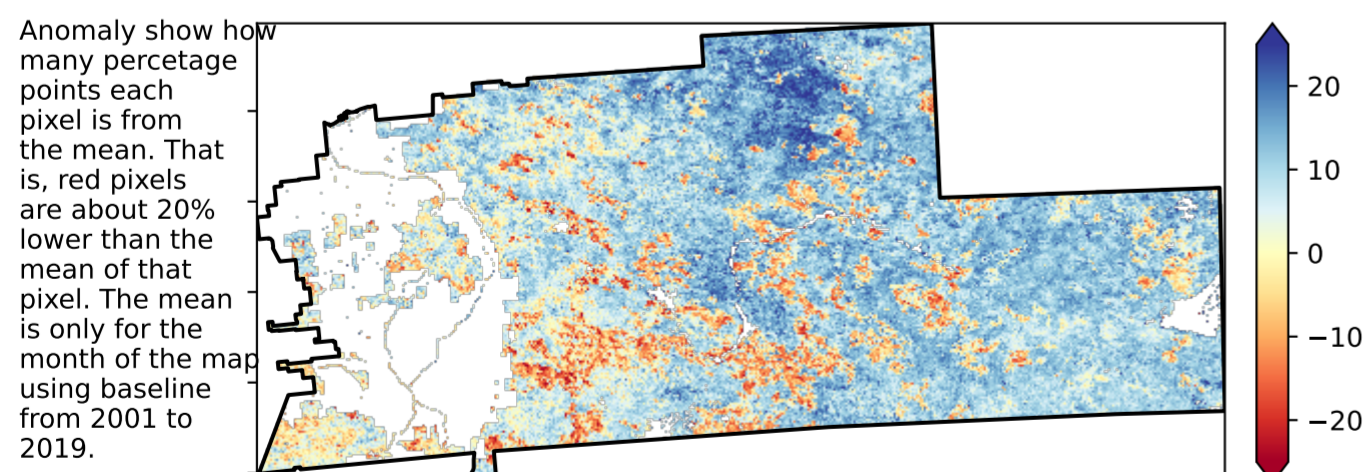 Anomaly show how
many percetage
points each
pixel is from
the mean. That
is, red pixels
are about 20%
lower than the
mean of that
pixel. The mean
is only for the
month of the map
using baseline
from 2001 to
2019.
20
10
0
−10
−20